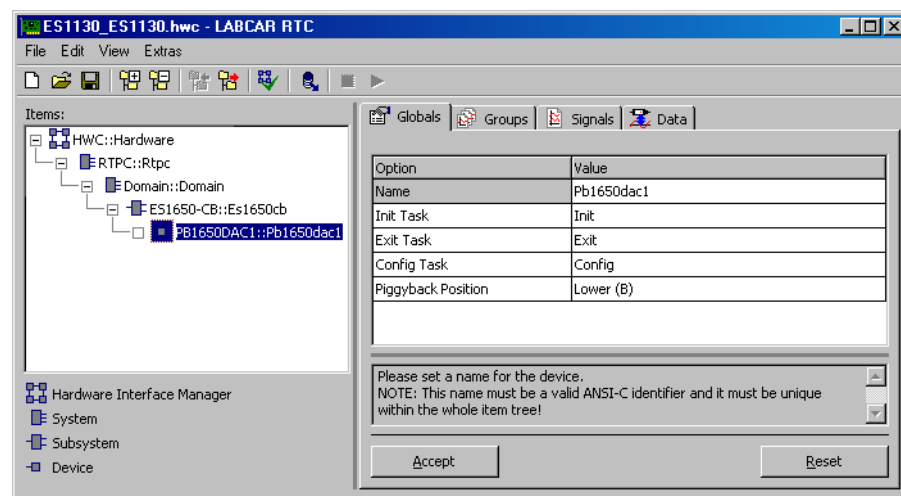 ES1130_ES1130.hwc - LABCAR RTC
File Edit View Extras
Items:
HWC::Hardware
RTPC::Rtpc
Domain::Domain
ES1650-CB::Es1650cb
PB1650DAC1::Pb1650dac1
Hardware Interface Manager
System
Subsystem
Device
Globals Groups Signals Data
Option Value
Name Pb1650dac1
Init Task Init
Exit Task Exit
Config Task Config
Piggyback Position Lower (B)
Please set a name for the device.
NOTE: This name must be a valid ANSI-C identifier and it must be unique
within the whole item tree!
Accept Reset